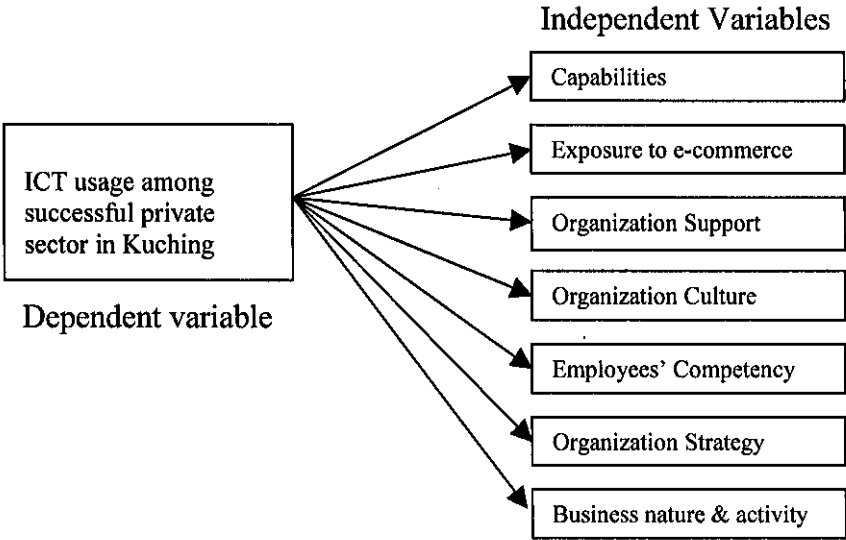 Independent Variables
Capabilities
Exposure to e-commerce
ICT usage among
successful private
sector in Kuching
Organization Support
Dependent variable
Organization Culture
Employees’ Competency
Organization Strategy
Business nature & activity